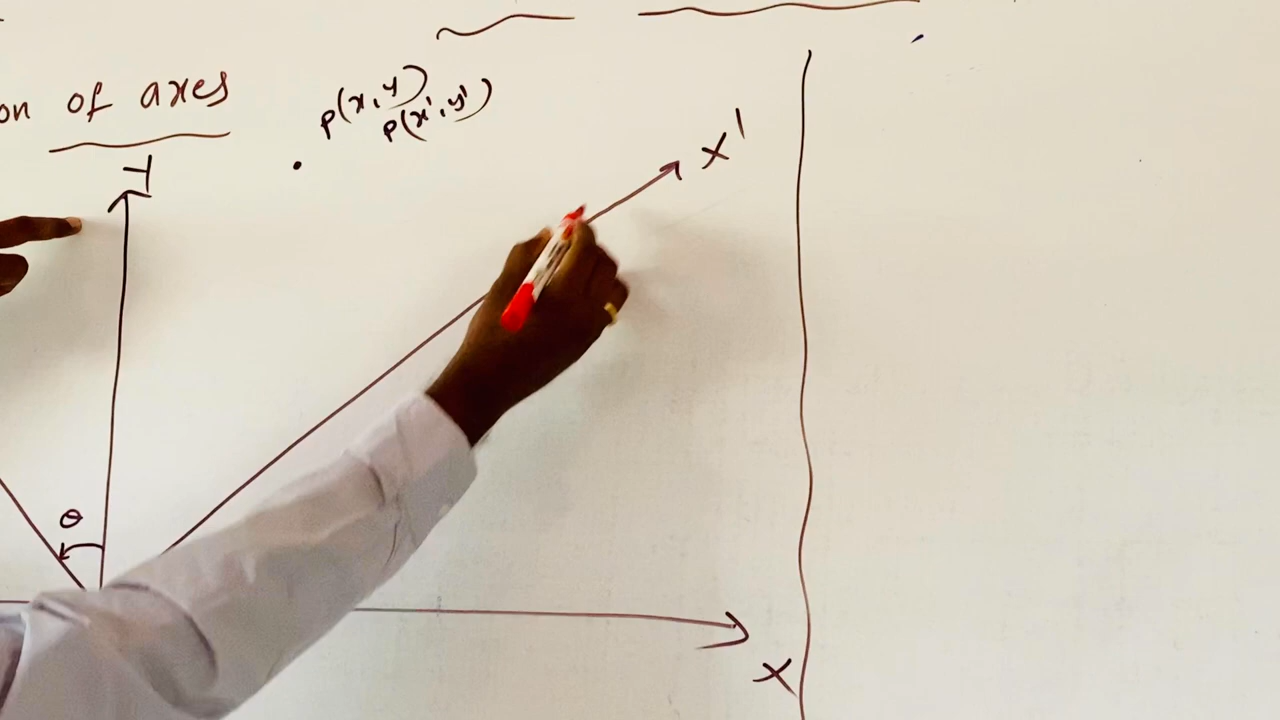 on of axes
P(x,y)
P(x',y')
Y
X'
θ
X